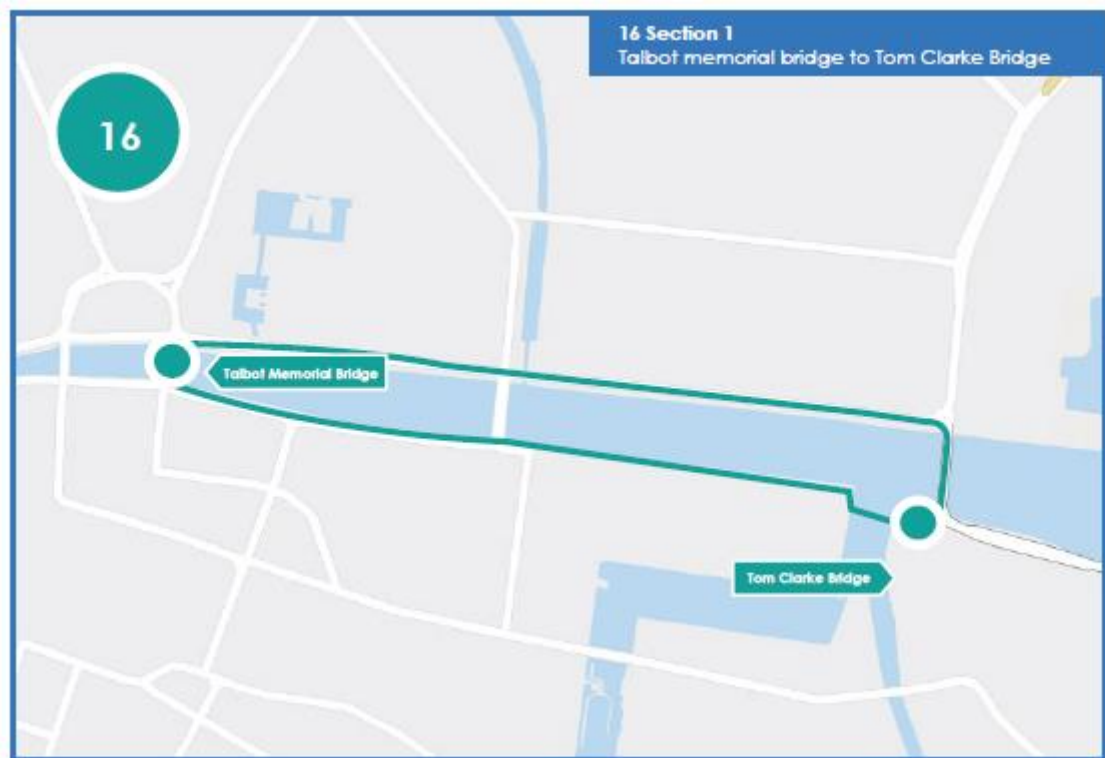 16 Section 1
Talbot memorial bridge to Tom Clarke Bridge
16
Talbot Memorial Bridge
Tom Clarke Bridge